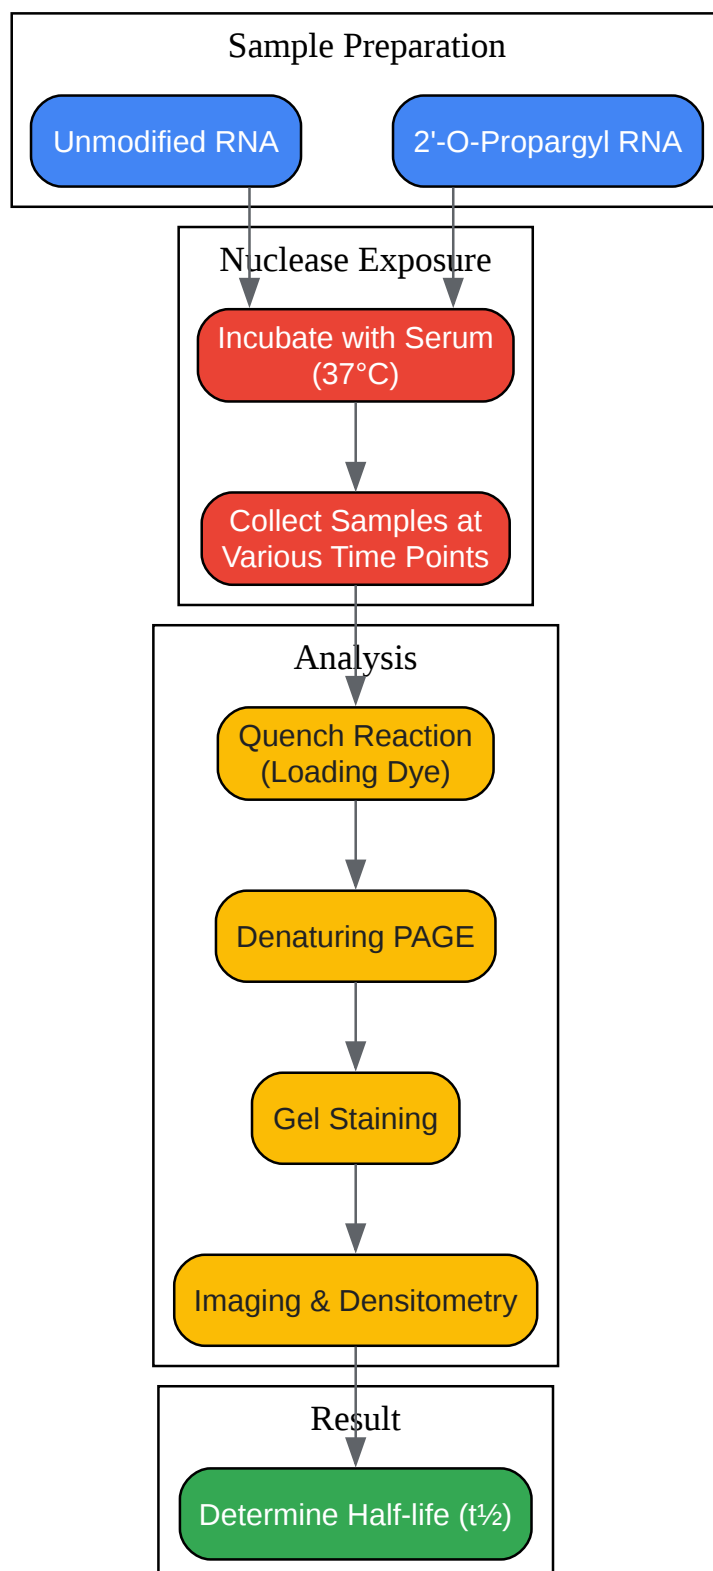 Sample Preparation
Unmodified RNA
2'-O-Propargyl RNA
Nuclease Exposure
Incubate with Serum
(37°C)
Collect Samples at
Various Time Points
Analysis
Quench Reaction
(Loading Dye)
Denaturing PAGE
Gel Staining
Imaging & Densitometry
Result
Determine Half-life (t½)